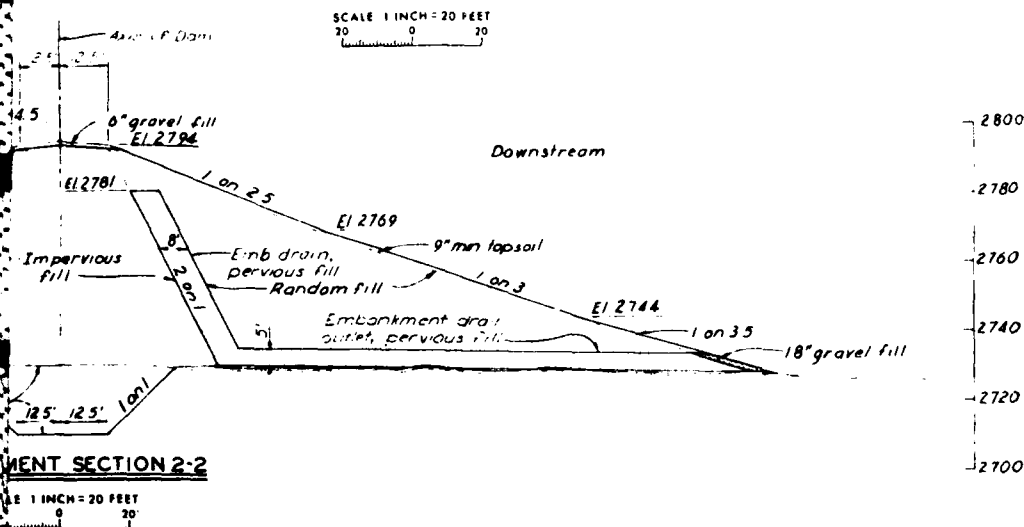 SCALE 1 INCH = 20 FEET
20 0 20
Axis of Dam
4.5
6" gravel fill
El 2794
Downstream
2800
El 2781
1 on 2.5
2780
El 2769
9" min topsoil
8'
Emb drain,
pervious fill
Impervious
fill
2 on 1
Random fill
1 on 3
2760
El 2744
Embankment drain
outlet, pervious fill
5'
1 on 3.5
2740
18" gravel fill
12.5' 12.5'
1 on 1
2720
MENT SECTION 2-2
2700
LE 1 INCH = 20 FEET
0 20'